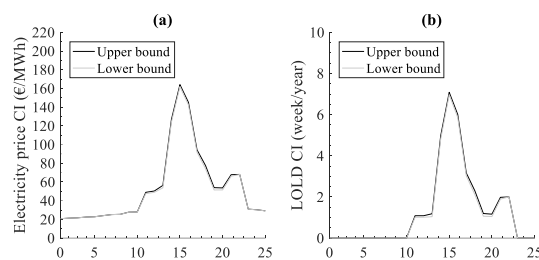 (a)
Electricity price CI (€/MWh)
220
200
180
160
140
120
100
80
60
40
20
0
Upper bound
Lower bound
0 5 10 15 20 25
(b)
LOLD CI (week/year)
10
8
6
4
2
0
Upper bound
Lower bound
0 5 10 15 20 25